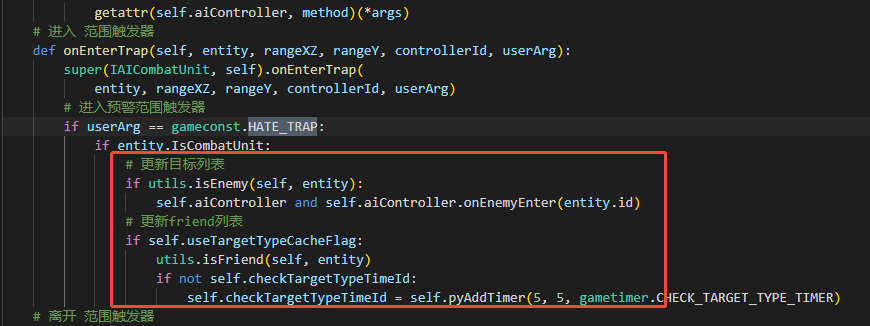 getattr(self.aiController, method)(*args)
# 进入 范围触发器
def onEnterTrap(self, entity, rangeXZ, rangeY, controllerId, userArg):
super(IAICombatUnit, self).onEnterTrap(
entity, rangeXZ, rangeY, controllerId, userArg)
# 进入预警范围触发器
if userArg == gameconst.HATE_TRAP:
if entity.IsCombatUnit:
# 更新目标列表
if utils.isEnemy(self, entity):
self.aiController and self.aiController.onEnemyEnter(entity.id)
# 更新friend列表
if self.useTargetTypeCacheFlag:
utils.isFriend(self, entity)
if not self.checkTargetTypeTimeId:
self.checkTargetTypeTimeId = self.pyAddTimer(5, 5, gametimer.CHECK_TARGET_TYPE_TIMER)
# 离开 范围触发器